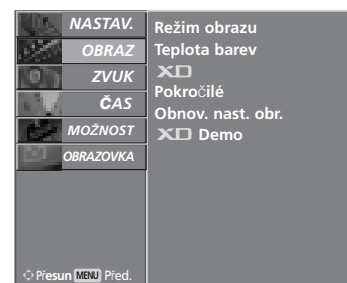 NASTAV.
OBRAZ
ZVUK
ČAS
MOŽNOST
OBRAZOVKA
Režim obrazu
Teplota barev
XD
Pokročilé
Obnov. nast. obr.
XD Demo
Přesun MENU Před.